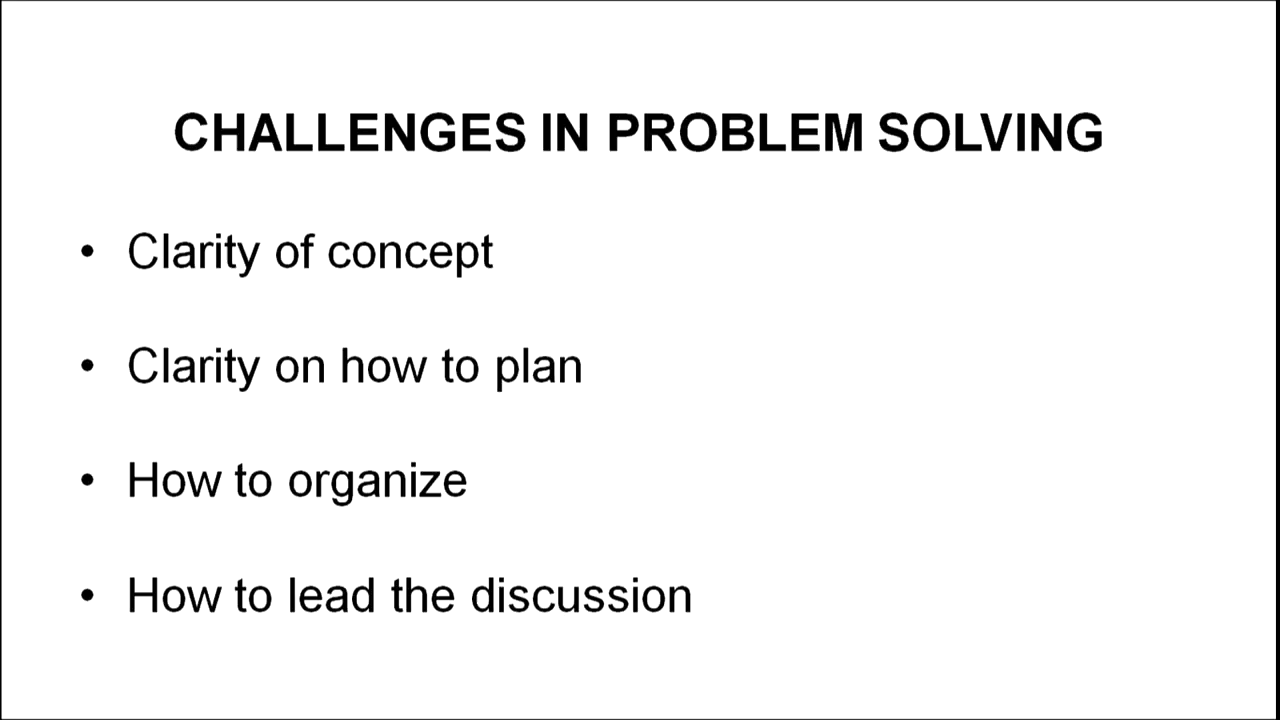 CHALLENGES IN PROBLEM SOLVING
• Clarity of concept
• Clarity on how to plan
• How to organize
• How to lead the discussion